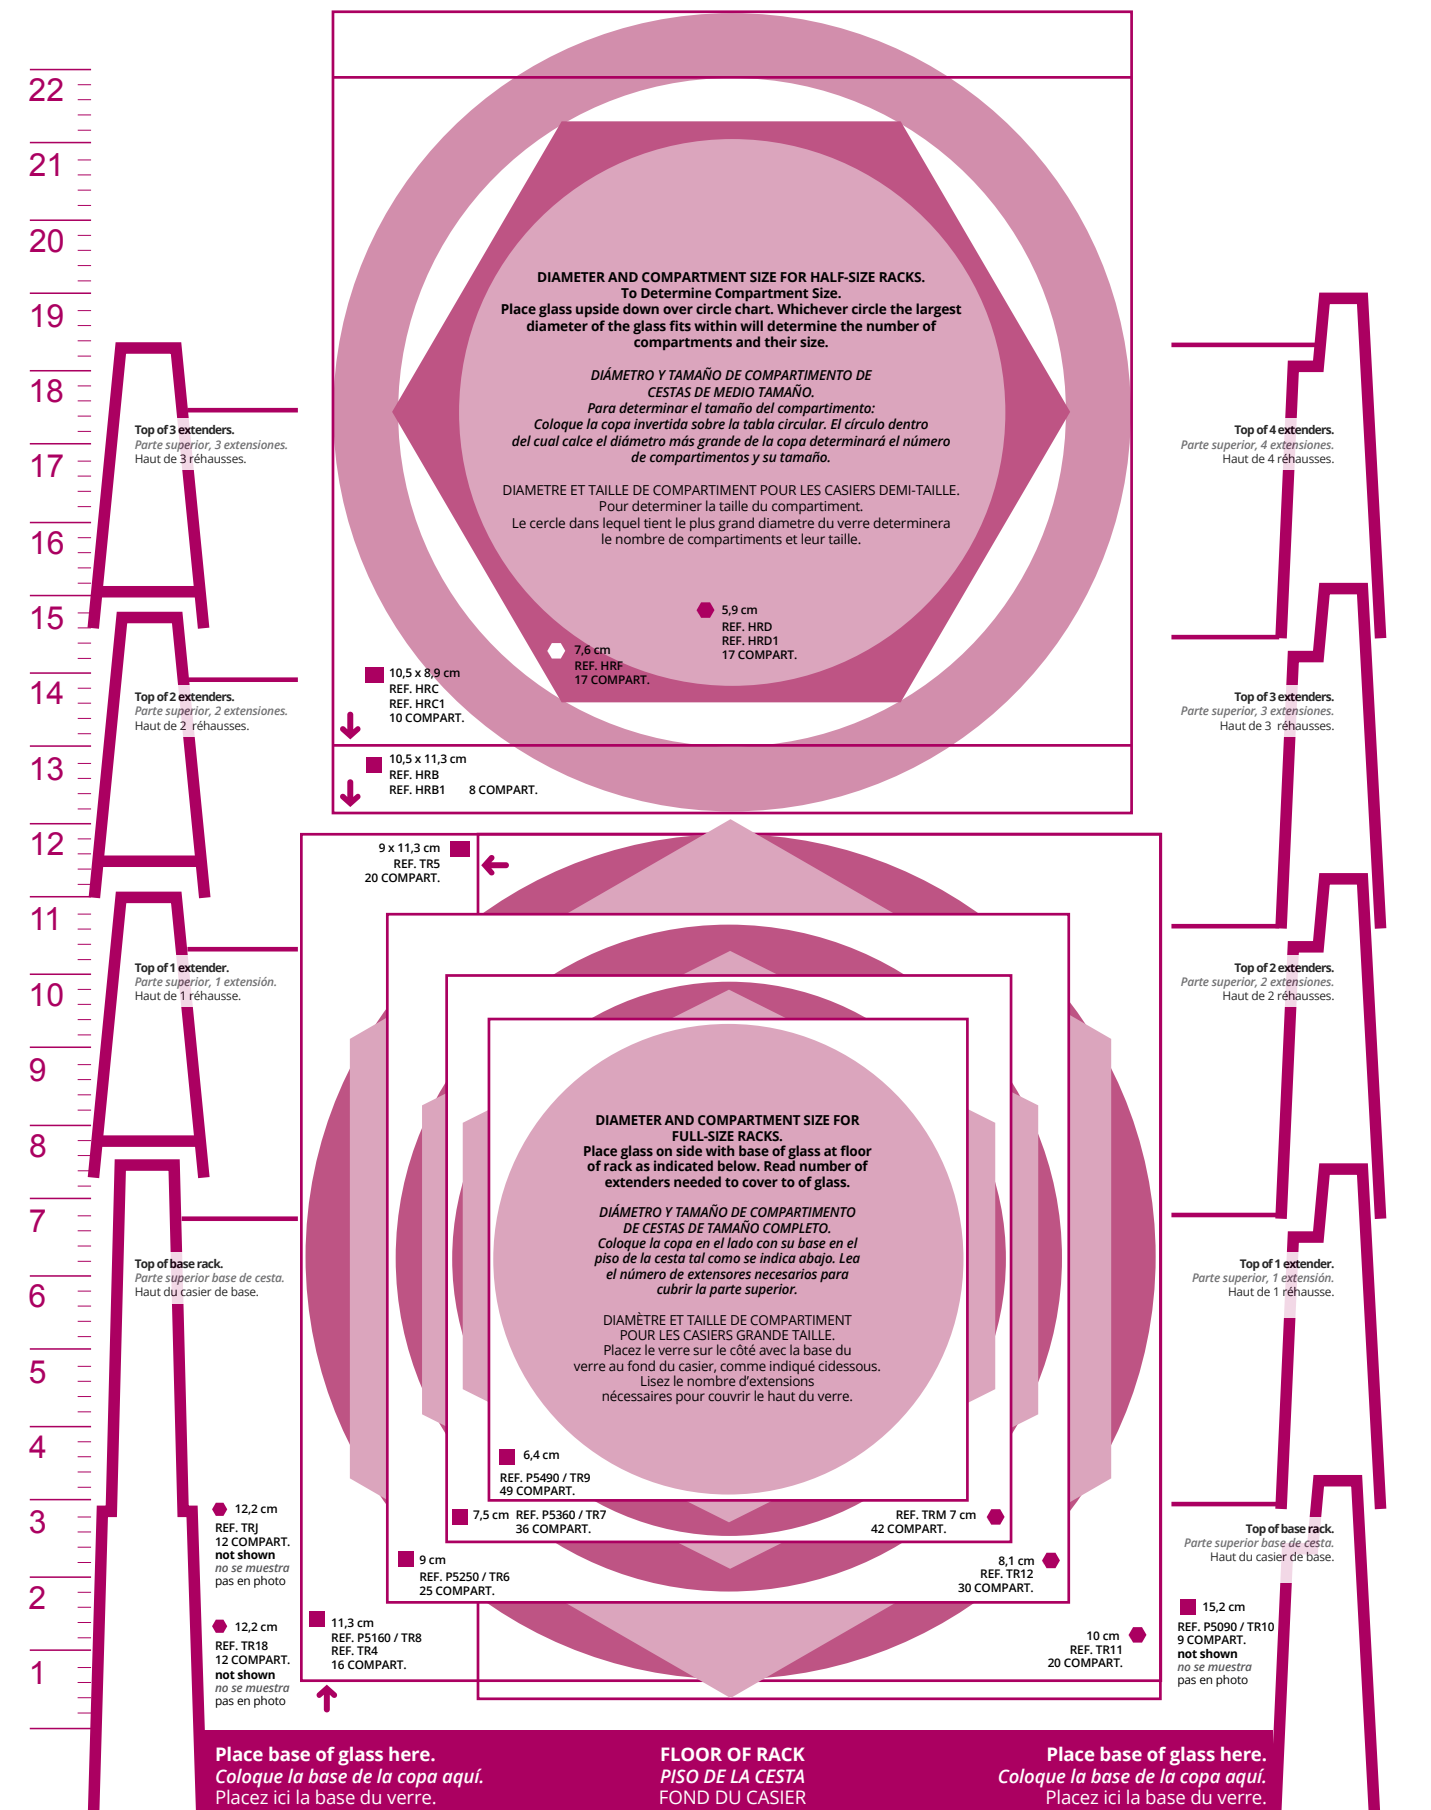 22
21
20
19
18
17
16
15
14
13
12
11
10
9
8
7
6
5
4
3
2
1
DIAMETER AND COMPARTMENT SIZE FOR HALF-SIZE RACKS.
To Determine Compartment Size.
Place glass upside down over circle chart. Whichever circle the largest
diameter of the glass fits within will determine the number of
compartments and their size.
DIÁMETRO Y TAMAÑO DE COMPARTIMENTO DE
CESTAS DE MEDIO TAMAÑO.
Para determinar el tamaño del compartimento:
Coloque la copa invertida sobre la tabla circular. El círculo dentro
del cual calce el diámetro más grande de la copa determinará el número
de compartimentos y su tamaño.
DIAMETRE ET TAILLE DE COMPARTIMENT POUR LES CASIERS DEMI-TAILLE.
Pour determiner la taille du compartiment.
Le cercle dans lequel tient le plus grand diametre du verre determinera
le nombre de compartiments et leur taille.
5,9 cm
REF. HRD
REF. HRD1
17 COMPART.
7,6 cm
REF. HRF
17 COMPART.
10,5 x 8,9 cm
REF. HRC
REF. HRC1
10 COMPART.
10,5 x 11,3 cm
REF. HRB
REF. HRB1 8 COMPART.
Top of 3 extenders.
Parte superior, 3 extensiones.
Haut de 3 réhausses.
Top of 2 extenders.
Parte superior, 2 extensiones.
Haut de 2 réhausses.
Top of 1 extender.
Parte superior, 1 extensión.
Haut de 1 réhausse.
Top of base rack.
Parte superior base de cesta.
Haut du casier de base.
Top of 4 extenders.
Parte superior, 4 extensiones.
Haut de 4 réhausses.
Top of 3 extenders.
Parte superior, 3 extensiones.
Haut de 3 réhausses.
Top of 2 extenders.
Parte superior, 2 extensiones.
Haut de 2 réhausses.
Top of 1 extender.
Parte superior, 1 extensión.
Haut de 1 réhausse.
Top of base rack.
Parte superior base de cesta.
Haut du casier de base.
9 x 11,3 cm
REF. TR5
20 COMPART.
DIAMETER AND COMPARTMENT SIZE FOR
FULL-SIZE RACKS.
Place glass on side with base of glass at floor
of rack as indicated below. Read number of
extenders needed to cover to of glass.
DIÁMETRO Y TAMAÑO DE COMPARTIMENTO
DE CESTAS DE TAMAÑO COMPLETO.
Coloque la copa en el lado con su base en el
piso de la cesta tal como se indica abajo. Lea
el número de extensores necesarios para
cubrir la parte superior.
DIAMÈTRE ET TAILLE DE COMPARTIMENT
POUR LES CASIERS GRANDE TAILLE.
Placez le verre sur le côté avec la base du
verre au fond du casier, comme indiqué cidessous.
Lisez le nombre d'extensions
nécessaires pour couvrir le haut du verre.
6,4 cm
REF. P5490 / TR9
49 COMPART.
7,5 cm REF. P5360 / TR7
36 COMPART.
REF. TRM 7 cm
42 COMPART.
9 cm
REF. P5250 / TR6
25 COMPART.
8,1 cm
REF. TR12
30 COMPART.
11,3 cm
REF. P5160 / TR8
REF. TR4
16 COMPART.
10 cm
REF. TR11
20 COMPART.
12,2 cm
REF. TRJ
12 COMPART.
not shown
no se muestra
pas en photo
12,2 cm
REF. TR18
12 COMPART.
not shown
no se muestra
pas en photo
15,2 cm
REF. P5090 / TR10
9 COMPART.
not shown
no se muestra
pas en photo
Place base of glass here.
Coloque la base de la copa aquí.
Placez ici la base du verre.
FLOOR OF RACK
PISO DE LA CESTA
FOND DU CASIER
Place base of glass here.
Coloque la base de la copa aquí.
Placez ici la base du verre.